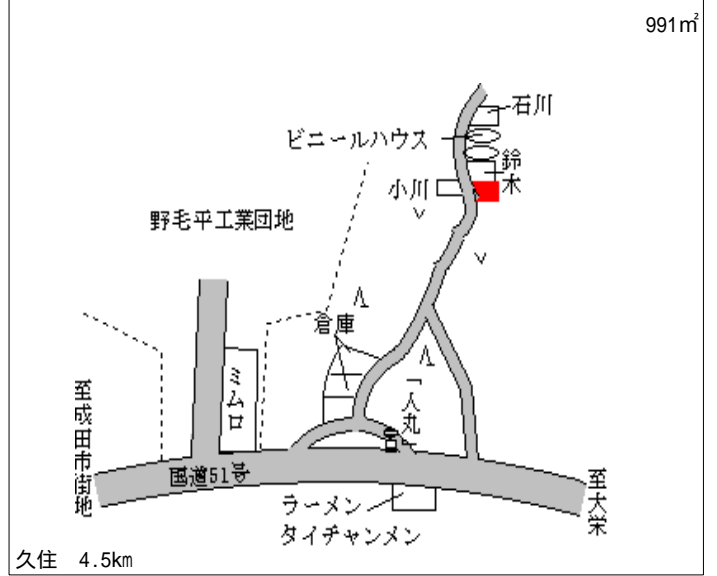 991㎡
石川
ビニールハウス
鈴木
小川
野毛平工業団地
倉庫
ミムロ
「人丸」
至成田市街地
国道51号
至大栄
ラーメン
タイチャンメン
久住　4.5km